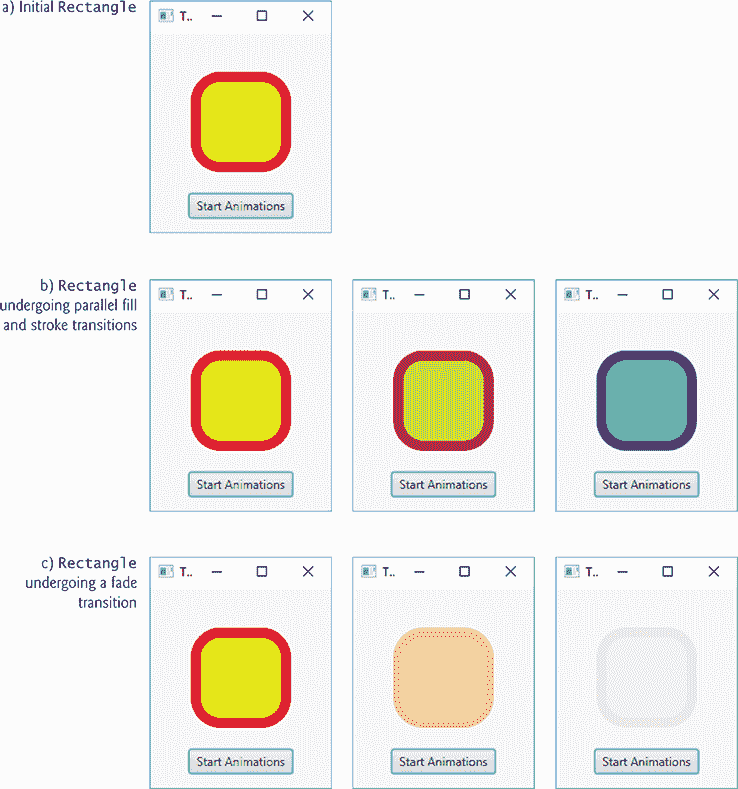 a) Initial Rectangle
T..
Start Animations
b) Rectangle
undergoing parallel fill
and stroke transitions
T..
T..
T..
Start Animations
Start Animations
Start Animations
c) Rectangle
undergoing a fade
transition
T..
T..
T..
Start Animations
Start Animations
Start Animations